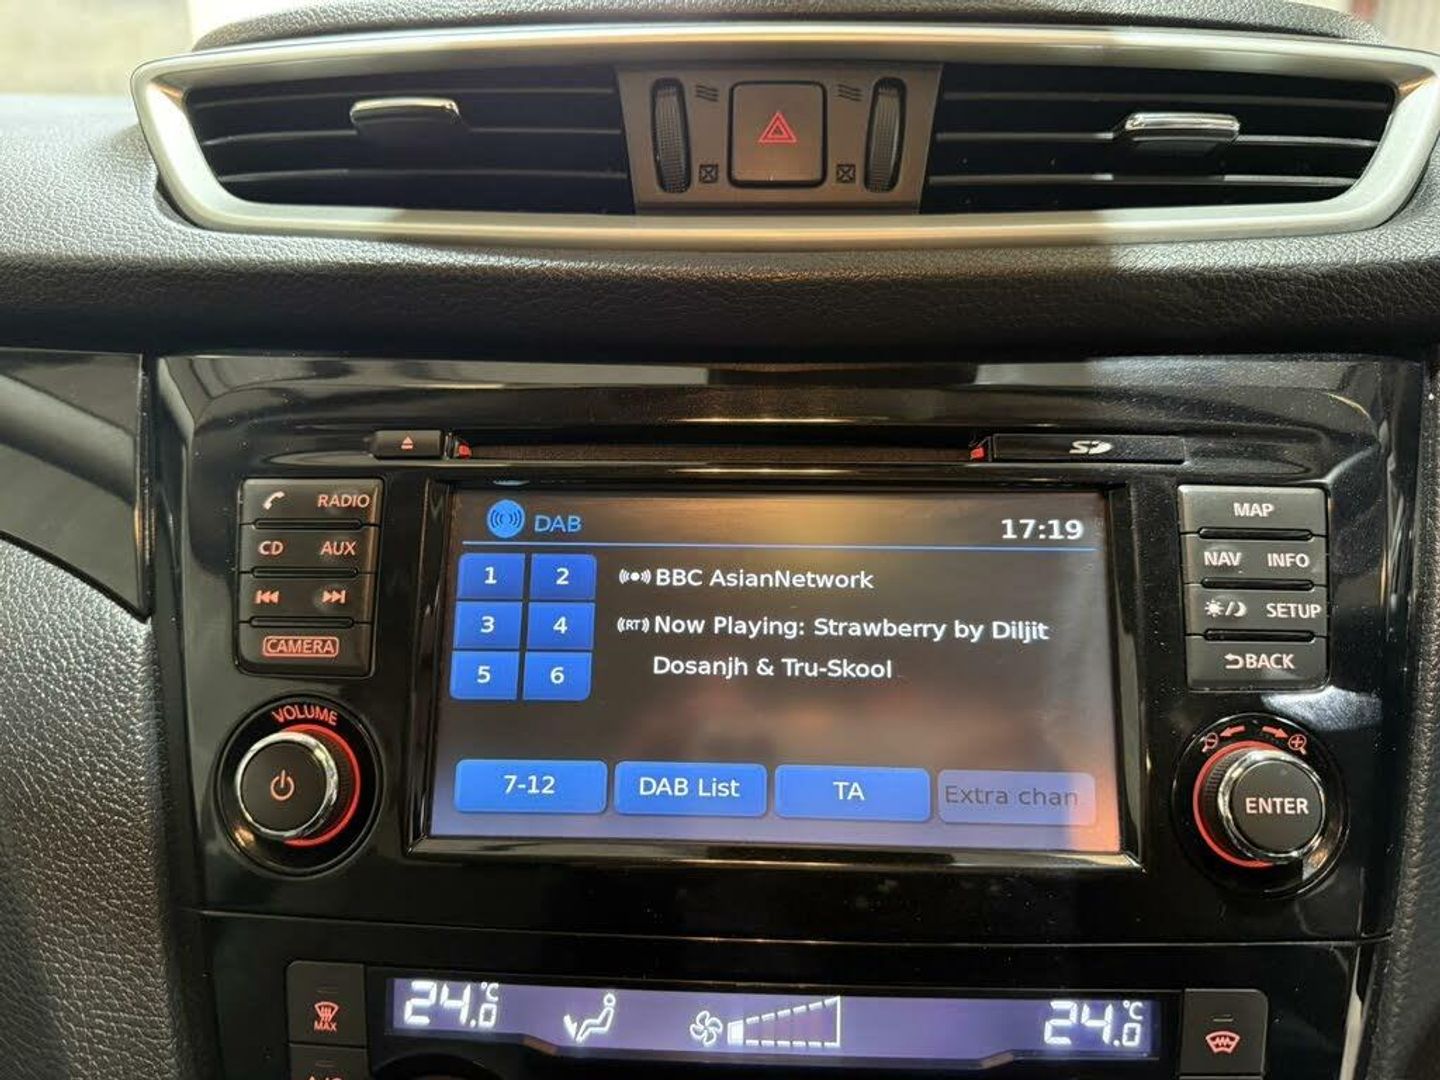 RADIO
CD AUX
CAMERA
VOLUME
SD
DAB 17:19
1 2
3 4
5 6
BBC AsianNetwork
(RT) Now Playing: Strawberry by Diljit
Dosanjh & Tru-Skool
7-12 DAB List TA Extra chan
MAP
NAV INFO
SETUP
BACK
ENTER
MAX
24.0 °C
24.0 °C